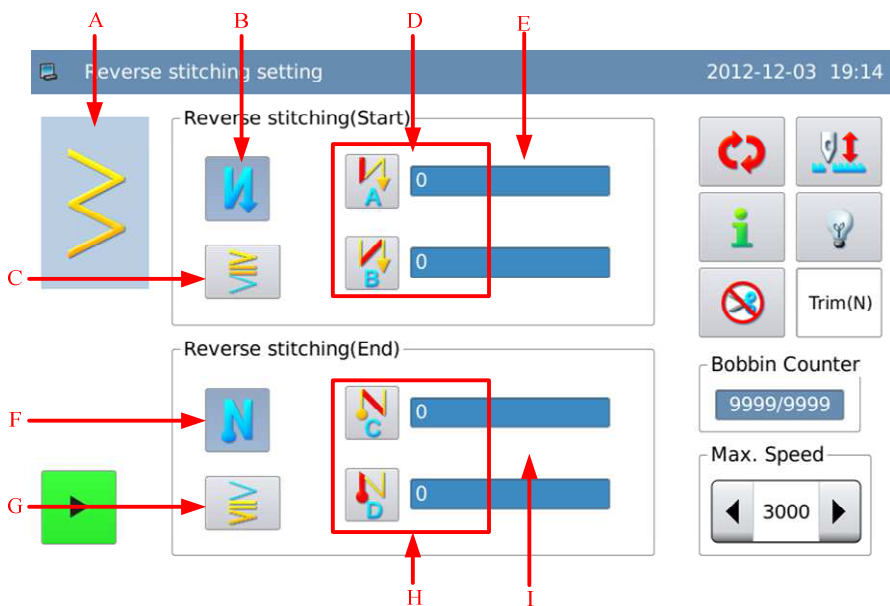 A
B
D
E
Reverse stitching setting
2012-12-03 19:14
Reverse stitching(Start)
A
0
C
B
0
Trim(N)
Reverse stitching(End)
Bobbin Counter
9999/9999
F
C
0
Max. Speed
G
D
0
3000
H
I